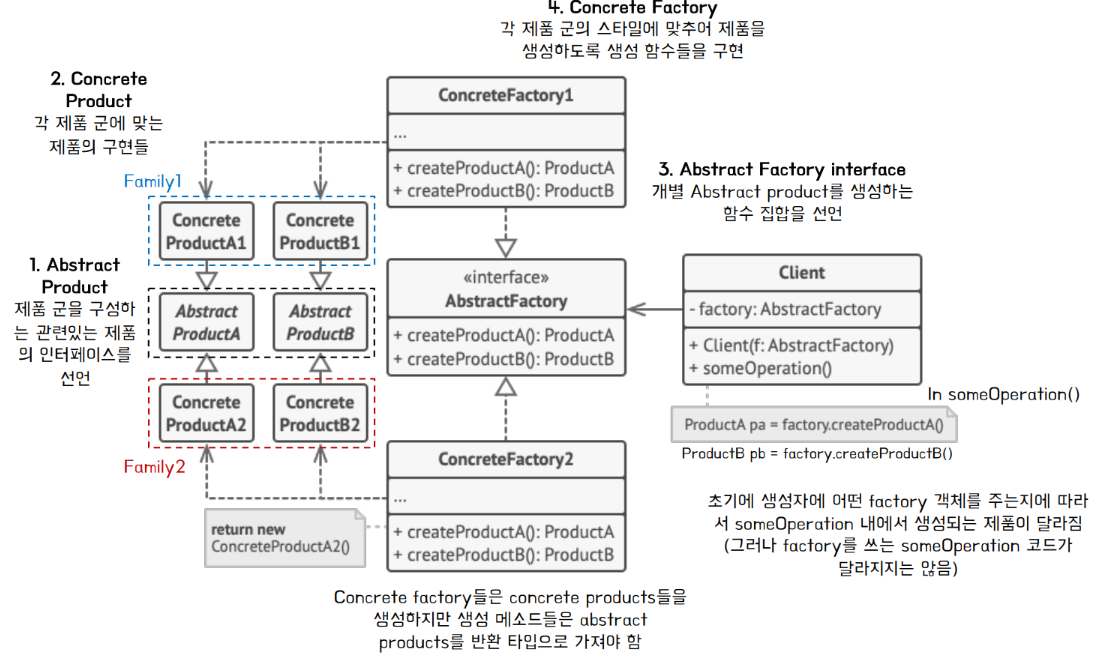 4. Concrete Factory
각 제품 군의 스타일에 맞추어 제품을
생성하도록 생성 함수들을 구현
2. Concrete
Product
각 제품 군에 맞는
제품의 구현들
ConcreteFactory1
...
+ createProductA(): ProductA
+ createProductB(): ProductB
3. Abstract Factory interface
개별 Abstract product를 생성하는
함수 집합을 선언
Family1
Concrete
ProductA1
Concrete
ProductB1
1. Abstract
Product
제품 군을 구성하
는 관련있는 제품
의 인터페이스를
선언
Abstract
ProductA
Abstract
ProductB
«interface»
AbstractFactory
+ createProductA(): ProductA
+ createProductB(): ProductB
Client
- factory: AbstractFactory
+ Client(f: AbstractFactory)
+ someOperation()
Concrete
ProductA2
Concrete
ProductB2
Family2
In someOperation()
ProductA pa = factory.createProductA()
ProductB pb = factory.createProductB()
ConcreteFactory2
...
+ createProductA(): ProductA
+ createProductB(): ProductB
return new
ConcreteProductA2()
초기에 생성자에 어떤 factory 객체를 주는지에 따라
서 someOperation 내에서 생성되는 제품이 달라짐
(그러나 factory를 쓰는 someOperation 코드가
달라지지는 않음)
Concrete factory들은 concrete products들을
생성하지만 생성 메소드들은 abstract
products를 반환 타입으로 가져야 함